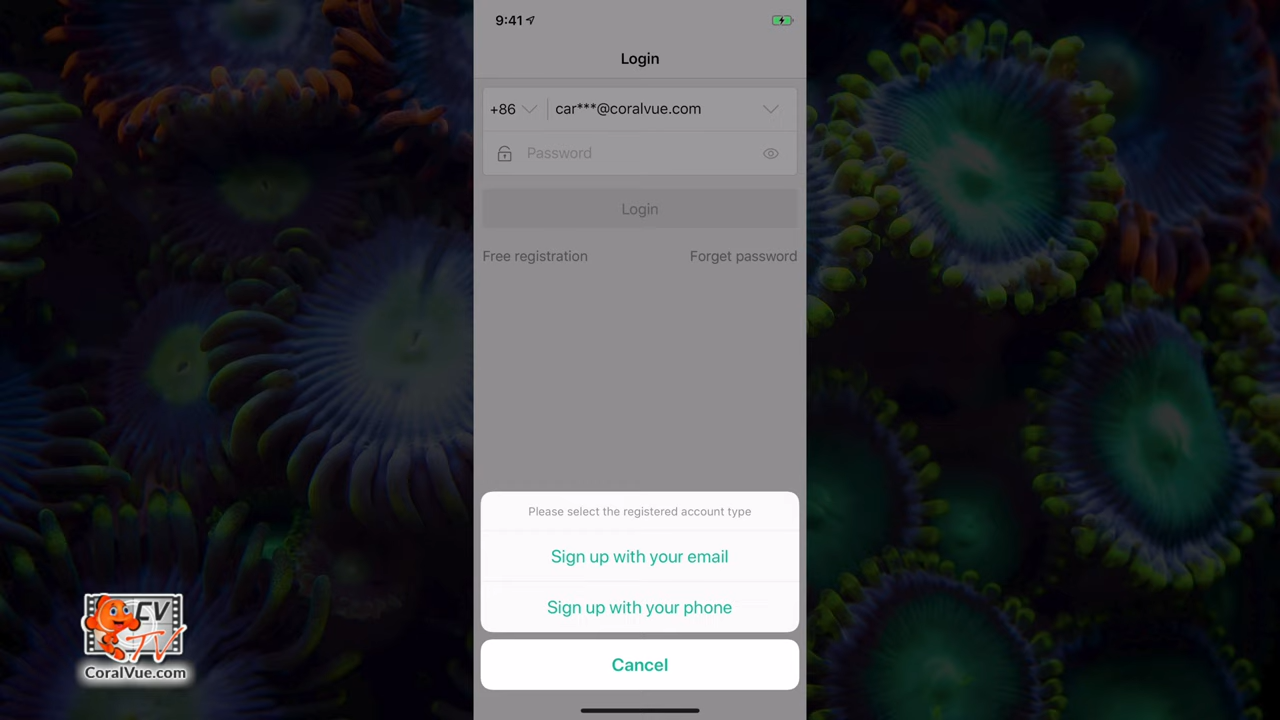 9:41
Login
+86 car***@coralvue.com
Password
Login
Free registration Forget password
Please select the registered account type
Sign up with your email
Sign up with your phone
Cancel
CV
TV
CoralVue.com